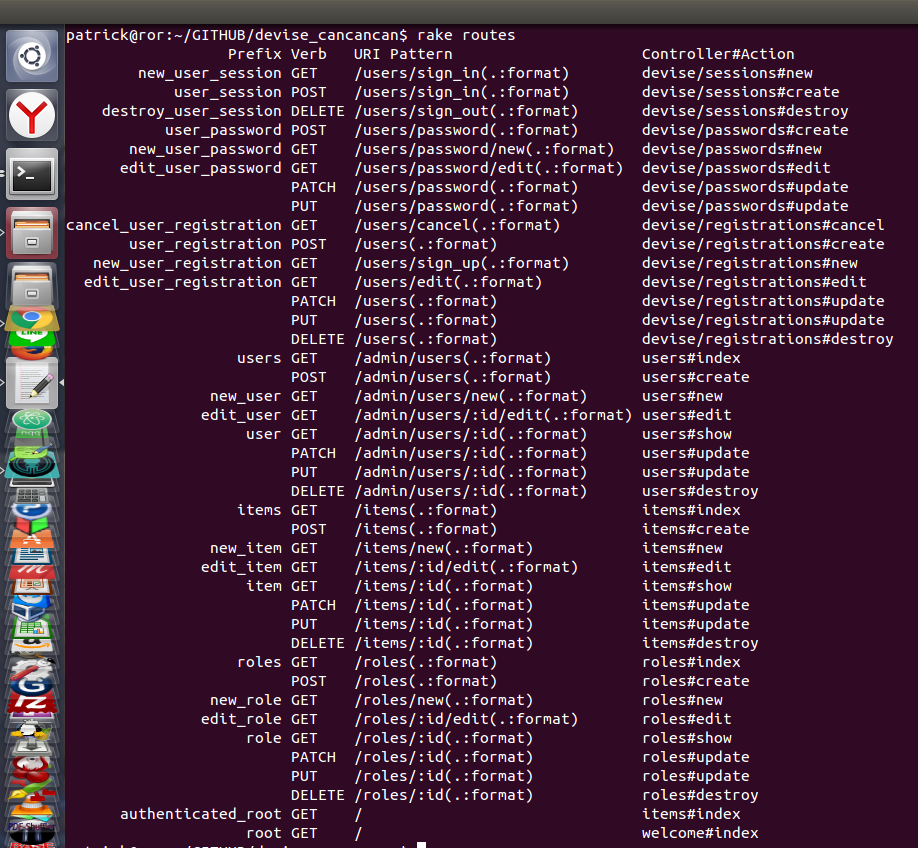 patrick@ror:~/GITHUB/devise_cancancan$ rake routes
Prefix Verb URI Pattern Controller#Action
new_user_session GET /users/sign_in(.:format) devise/sessions#new
user_session POST /users/sign_in(.:format) devise/sessions#create
destroy_user_session DELETE /users/sign_out(.:format) devise/sessions#destroy
user_password POST /users/password(.:format) devise/passwords#create
new_user_password GET /users/password/new(.:format) devise/passwords#new
edit_user_password GET /users/password/edit(.:format) devise/passwords#edit
PATCH /users/password(.:format) devise/passwords#update
PUT /users/password(.:format) devise/passwords#update
cancel_user_registration GET /users/cancel(.:format) devise/registrations#cancel
user_registration POST /users(.:format) devise/registrations#create
new_user_registration GET /users/sign_up(.:format) devise/registrations#new
edit_user_registration GET /users/edit(.:format) devise/registrations#edit
PATCH /users(.:format) devise/registrations#update
PUT /users(.:format) devise/registrations#update
DELETE /users(.:format) devise/registrations#destroy
users GET /admin/users(.:format) users#index
POST /admin/users(.:format) users#create
new_user GET /admin/users/new(.:format) users#new
edit_user GET /admin/users/:id/edit(.:format) users#edit
user GET /admin/users/:id(.:format) users#show
PATCH /admin/users/:id(.:format) users#update
PUT /admin/users/:id(.:format) users#update
DELETE /admin/users/:id(.:format) users#destroy
items GET /items(.:format) items#index
POST /items(.:format) items#create
new_item GET /items/new(.:format) items#new
edit_item GET /items/:id/edit(.:format) items#edit
item GET /items/:id(.:format) items#show
PATCH /items/:id(.:format) items#update
PUT /items/:id(.:format) items#update
DELETE /items/:id(.:format) items#destroy
roles GET /roles(.:format) roles#index
POST /roles(.:format) roles#create
new_role GET /roles/new(.:format) roles#new
edit_role GET /roles/:id/edit(.:format) roles#edit
role GET /roles/:id(.:format) roles#show
PATCH /roles/:id(.:format) roles#update
PUT /roles/:id(.:format) roles#update
DELETE /roles/:id(.:format) roles#destroy
authenticated_root GET / items#index
root GET / welcome#index
LINE